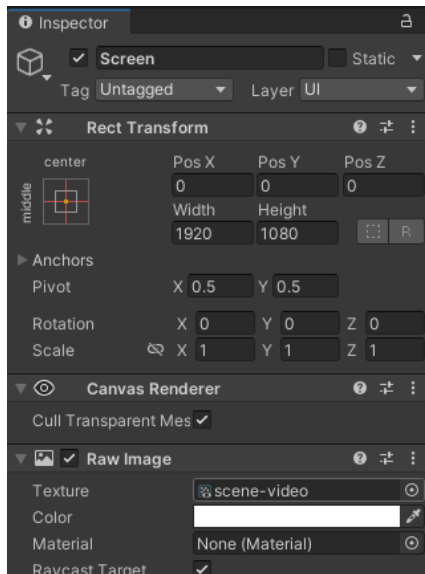 Inspector
Screen Static
Tag Untagged Layer UI
Rect Transform
center Pos X Pos Y Pos Z
middle 0 0 0
Width Height
1920 1080 R
Anchors
Pivot X 0.5 Y 0.5
Rotation X 0 Y 0 Z 0
Scale X 1 Y 1 Z 1
Canvas Renderer
Cull Transparent Mes
Raw Image
Texture scene-video
Color
Material None (Material)
Raycast Target